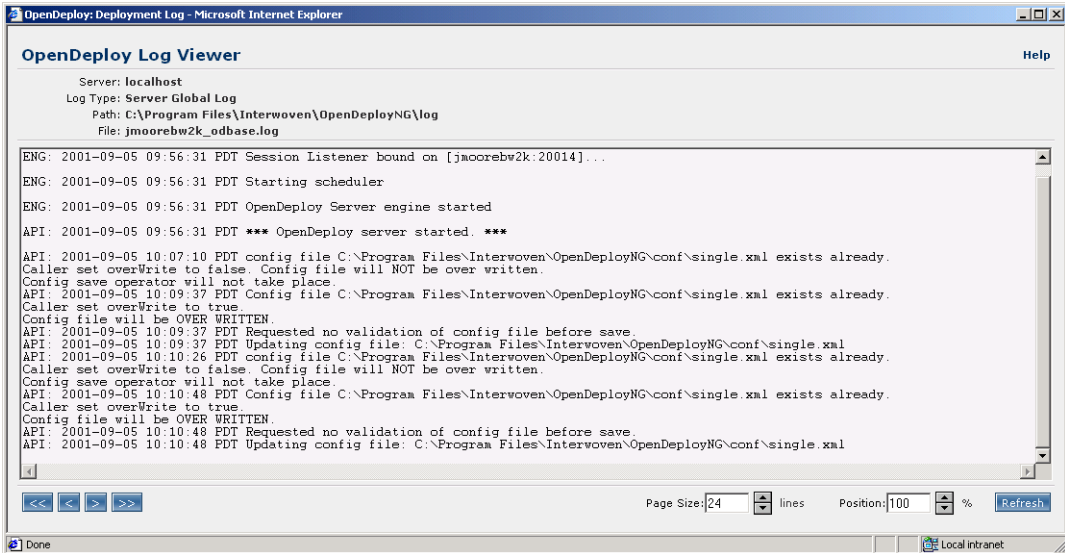 OpenDeploy: Deployment Log - Microsoft Internet Explorer
OpenDeploy Log Viewer
Help
Server: localhost
Log Type: Server Global Log
Path: C:\Program Files\Interwoven\OpenDeployNG\log
File: jmoorebw2k_odbase.log
ENG: 2001-09-05 09:56:31 PDT Session Listener bound on [jmoorebw2k:20014]...
ENG: 2001-09-05 09:56:31 PDT Starting scheduler
ENG: 2001-09-05 09:56:31 PDT OpenDeploy Server engine started
API: 2001-09-05 09:56:31 PDT *** OpenDeploy server started. ***
API: 2001-09-05 10:07:10 PDT config file C:\Program Files\Interwoven\OpenDeployNG\conf\single.xml exists already.
Caller set overWrite to false. Config file will NOT be over written.
Config save operator will not take place.
API: 2001-09-05 10:09:37 PDT Config file C:\Program Files\Interwoven\OpenDeployNG\conf\single.xml exists already.
Caller set overWrite to true.
Config file will be OVER WRITTEN.
API: 2001-09-05 10:09:37 PDT Requested no validation of config file before save.
API: 2001-09-05 10:09:37 PDT Updating config file: C:\Program Files\Interwoven\OpenDeployNG\conf\single.xml
API: 2001-09-05 10:10:26 PDT config file C:\Program Files\Interwoven\OpenDeployNG\conf\single.xml exists already.
Caller set overWrite to false. Config file will NOT be over written.
Config save operator will not take place.
API: 2001-09-05 10:10:48 PDT Config file C:\Program Files\Interwoven\OpenDeployNG\conf\single.xml exists already.
Caller set overWrite to true.
Config file will be OVER WRITTEN.
API: 2001-09-05 10:10:48 PDT Requested no validation of config file before save.
API: 2001-09-05 10:10:48 PDT Updating config file: C:\Program Files\Interwoven\OpenDeployNG\conf\single.xml
<< < > >> Page Size: 24 lines Position: 100 % Refresh
Done Local intranet